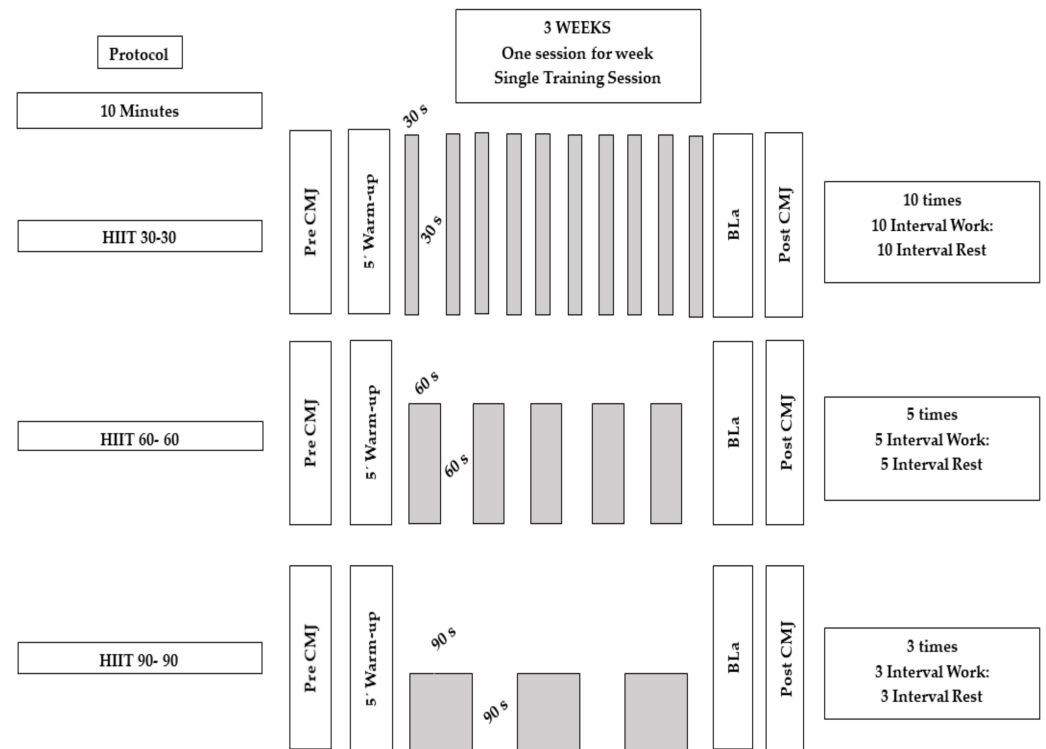 3 WEEKS
One session for week
Single Training Session
Protocol
10 Minutes
HIIT 30-30
Pre CMJ
5´ Warm-up
30 s
30 s
BLa
Post CMJ
10 times
10 Interval Work:
10 Interval Rest
HIIT 60- 60
Pre CMJ
5´ Warm-up
60 s
60 s
BLa
Post CMJ
5 times
5 Interval Work:
5 Interval Rest
HIIT 90- 90
Pre CMJ
5´ Warm-up
90 s
90 s
BLa
Post CMJ
3 times
3 Interval Work:
3 Interval Rest